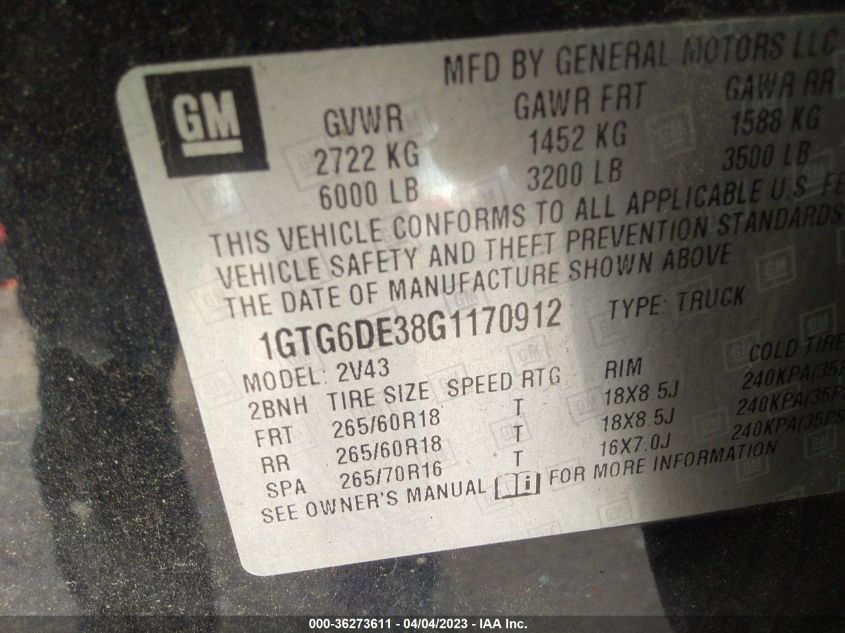 MFD BY GENERAL MOTORS LLC
GM
GVWR GAWR FRT GAWR RR
2722 KG 1452 KG 1588 KG
6000 LB 3200 LB 3500 LB
THIS VEHICLE CONFORMS TO ALL APPLICABLE U.S. FE
VEHICLE SAFETY AND THEFT PREVENTION STANDARDS
THE DATE OF MANUFACTURE SHOWN ABOVE
1GTG6DE38G1170912 TYPE: TRUCK
MODEL: 2V43
2BNH TIRE SIZE SPEED RTG RIM COLD TIRE
FRT 265/60R18 T 18X8.5J 240KPA(35P
RR 265/60R18 T 18X8.5J 240KPA(35PS
SPA 265/70R16 T 16X7.0J 240KPA(35P
SEE OWNER'S MANUAL FOR MORE INFORMATION
000-36273611 - 04/04/2023 - IAA Inc.